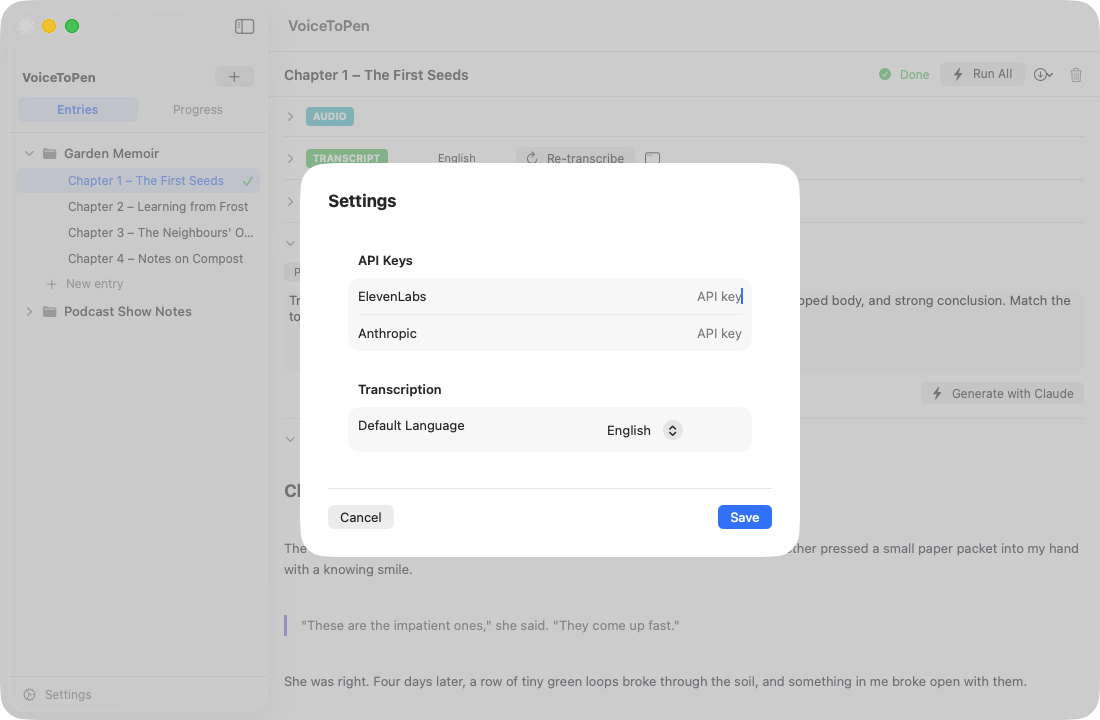 VoiceToPen
VoiceToPen
Entries
Progress
Garden Memoir
Chapter 1 – The First Seeds
Chapter 2 – Learning from Frost
Chapter 3 – The Neighbours' O...
Chapter 4 – Notes on Compost
New entry
Podcast Show Notes
Settings
Chapter 1 – The First Seeds
Done
Run All
AUDIO
TRANSCRIPT
English
Re-transcribe
Settings
API Keys
ElevenLabs
API key
Anthropic
API key
Transcription
Default Language
English
Cancel
Save
oped body, and strong conclusion. Match the
to
Generate with Claude
The
ther pressed a small paper packet into my hand
with a knowing smile.
"These are the impatient ones," she said. "They come up fast."
She was right. Four days later, a row of tiny green loops broke through the soil, and something in me broke open with them.